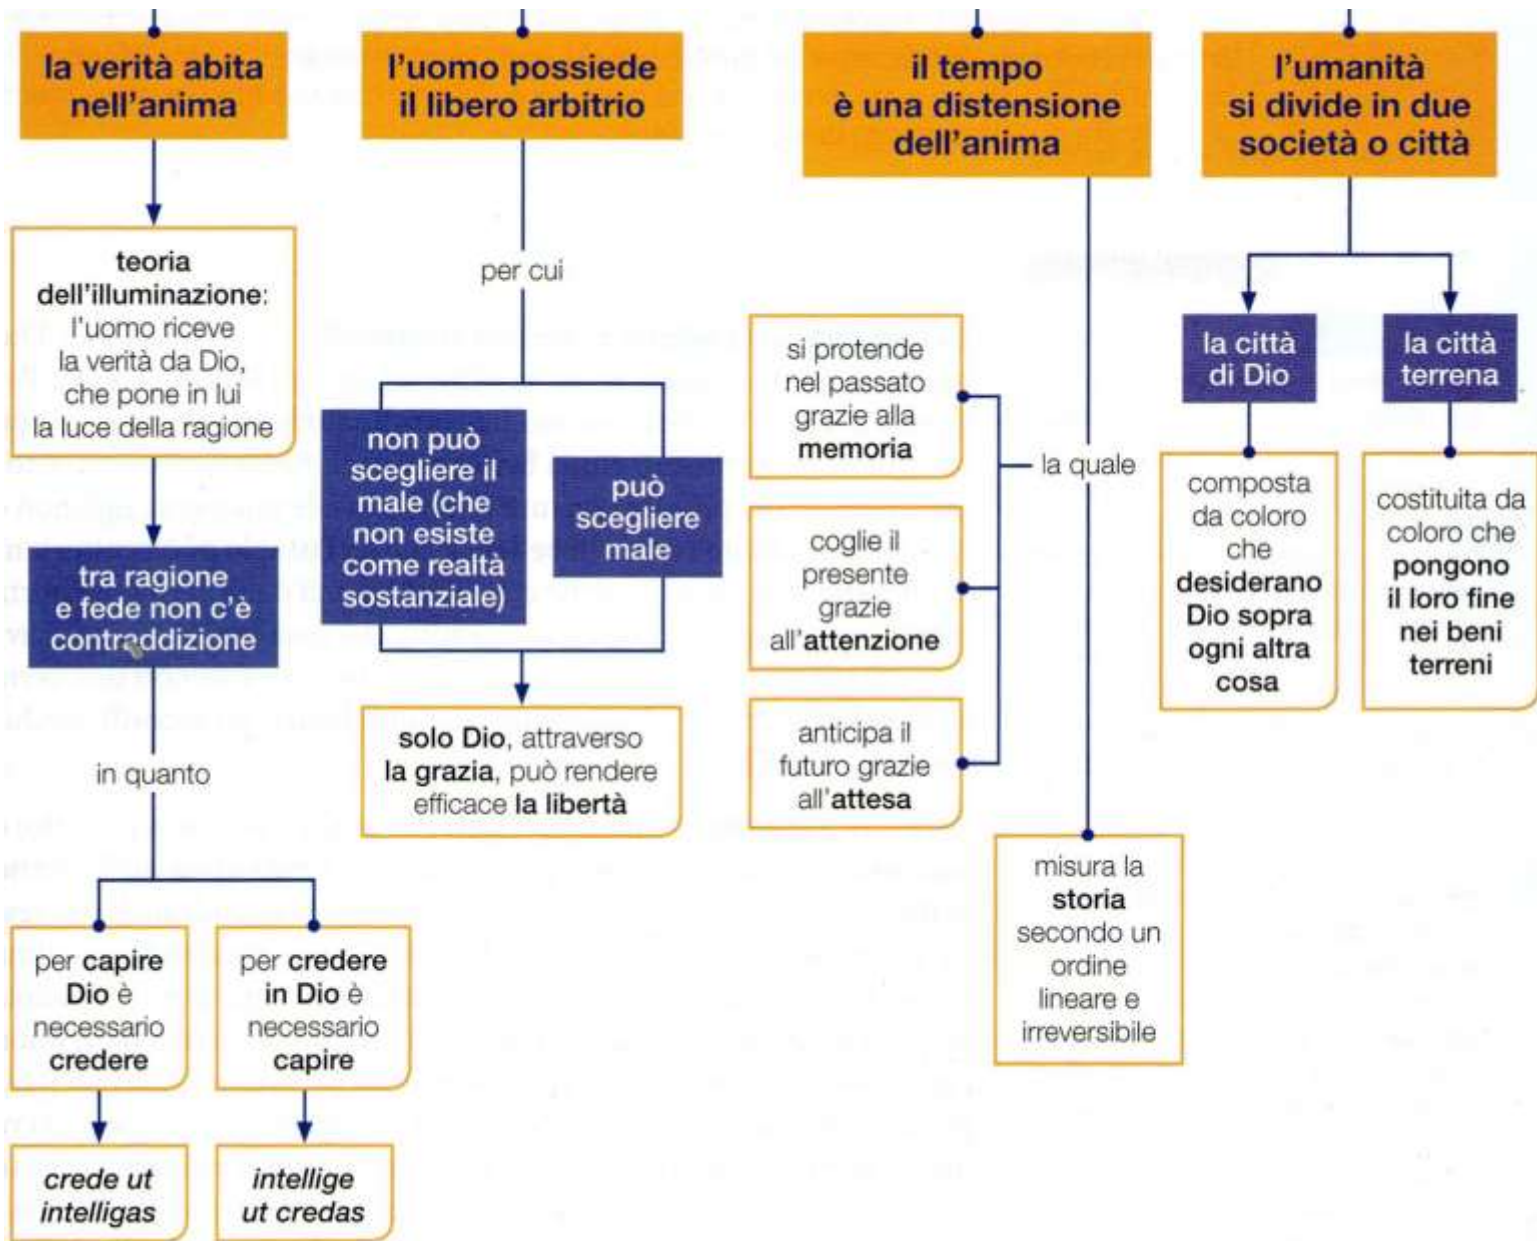 la verità abita
nell'anima
l'uomo possiede
il libero arbitrio
il tempo
è una distensione
dell'anima
l'umanità
si divide in due
società o città
teoria
dell'illuminazione:
l'uomo riceve
la verità da Dio,
che pone in lui
la luce della ragione
tra ragione
e fede non c'è
contraddizione
in quanto
per capire
Dio è
necessario
credere
per credere
in Dio è
necessario
capire
crede ut
intelligas
intellige
ut credas
per cui
non può
scegliere il
male (che
non esiste
come realtà
sostanziale)
può
scegliere
male
solo Dio, attraverso
la grazia, può rendere
efficace la libertà
la quale
si protende
nel passato
grazie alla
memoria
coglie il
presente
grazie
all'attenzione
anticipa il
futuro grazie
all'attesa
misura la
storia
secondo un
ordine
lineare e
irreversibile
la città
di Dio
composta
da coloro
che
desiderano
Dio sopra
ogni altra
cosa
la città
terrena
costituita da
coloro che
pongono
il loro fine
nei beni
terreni